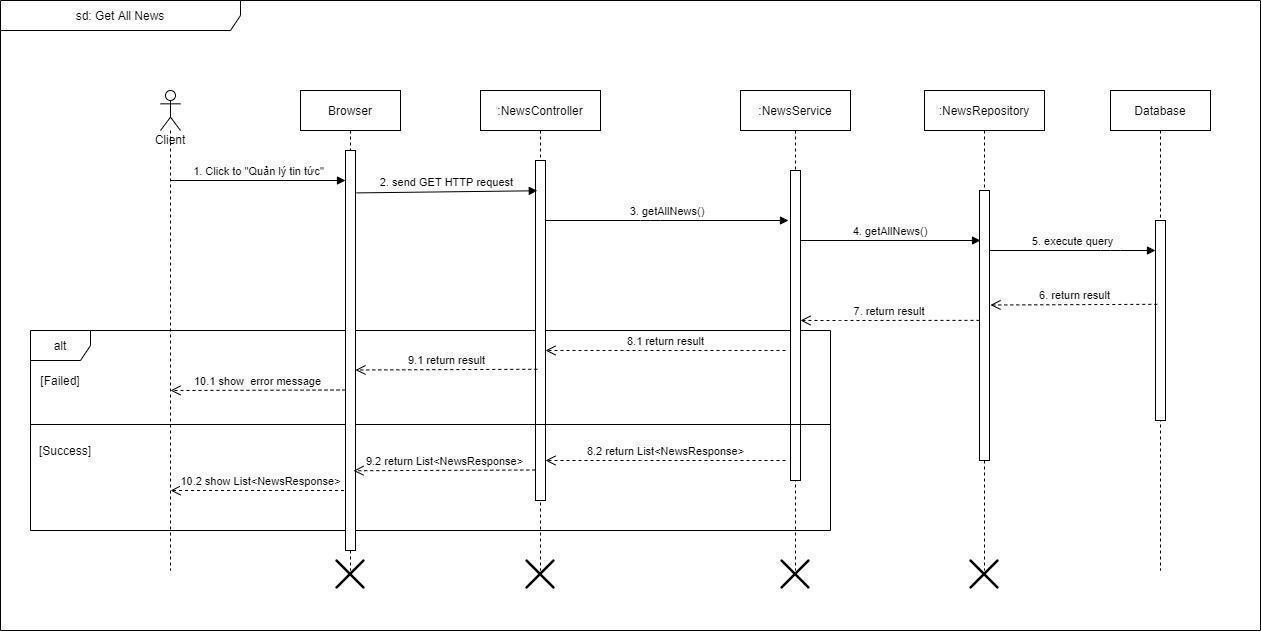 sd: Get All News
Client
Browser
:NewsController
:NewsService
:NewsRepository
Database
1. Click to "Quản lý tin tức"
2. send GET HTTP request
3. getAllNews()
4. getAllNews()
5. execute query
6. return result
7. return result
alt
8.1 return result
9.1 return result
[Failed]
10.1 show  error message
[Success]
8.2 return List<NewsResponse>
9.2 return List<NewsResponse>
10.2 show List<NewsResponse>